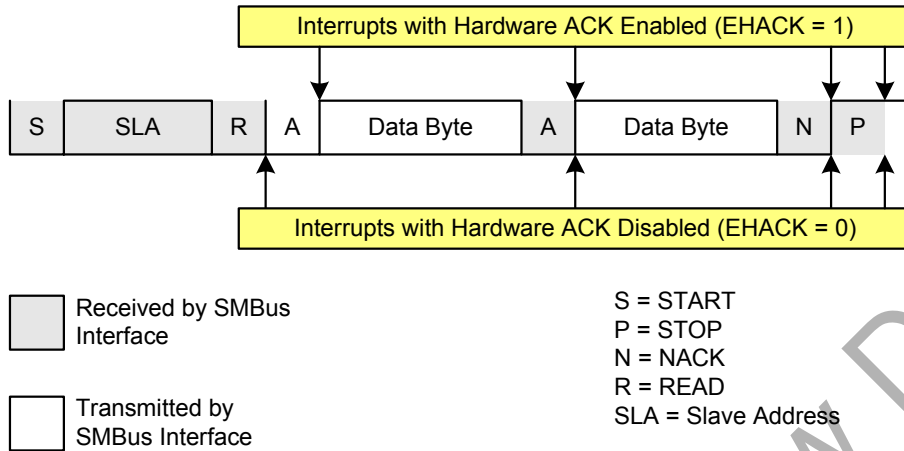 Interrupts with Hardware ACK Enabled (EHACK = 1)
S SLA R A Data Byte A Data Byte N P
Interrupts with Hardware ACK Disabled (EHACK = 0)
Received by SMBus
Interface
Transmitted by
SMBus Interface
S = START
P = STOP
N = NACK
R = READ
SLA = Slave Address